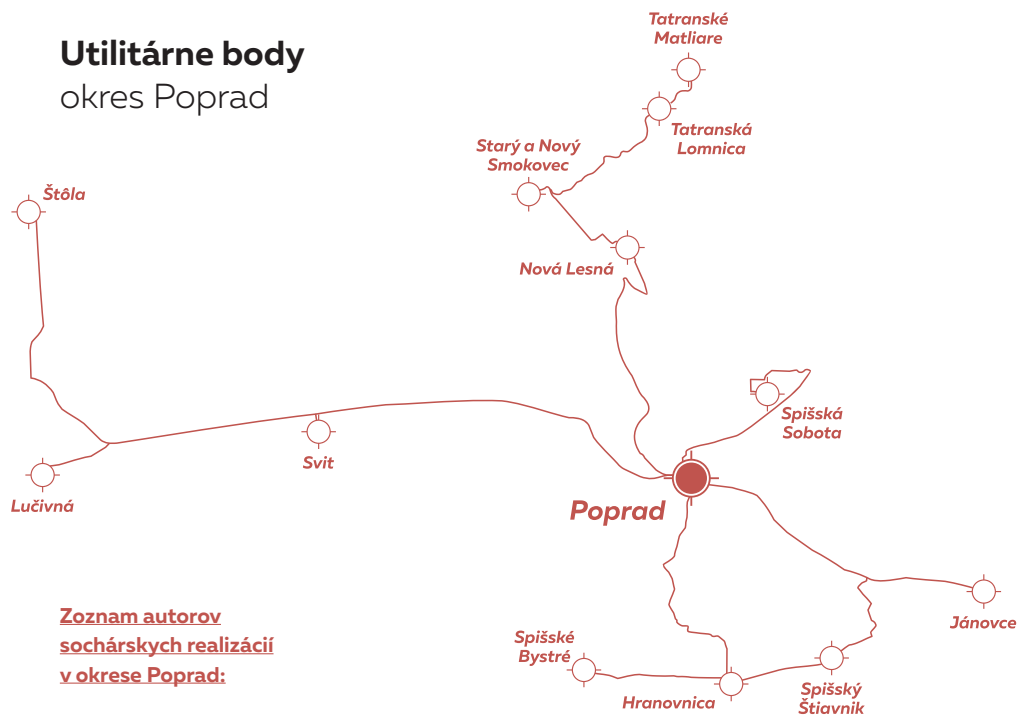 Utilitárne body
okres Poprad
Tatranské
Matliare
Tatranská
Lomnica
Starý a Nový
Smokovec
Štôla
Nová Lesná
Spišská
Sobota
Svit
Lučivná
Poprad
Jánovce
Zoznam autorov
sochárskych realizácií
v okrese Poprad:
Spišské
Bystré
Hranovnica
Spišský
Štiavnik